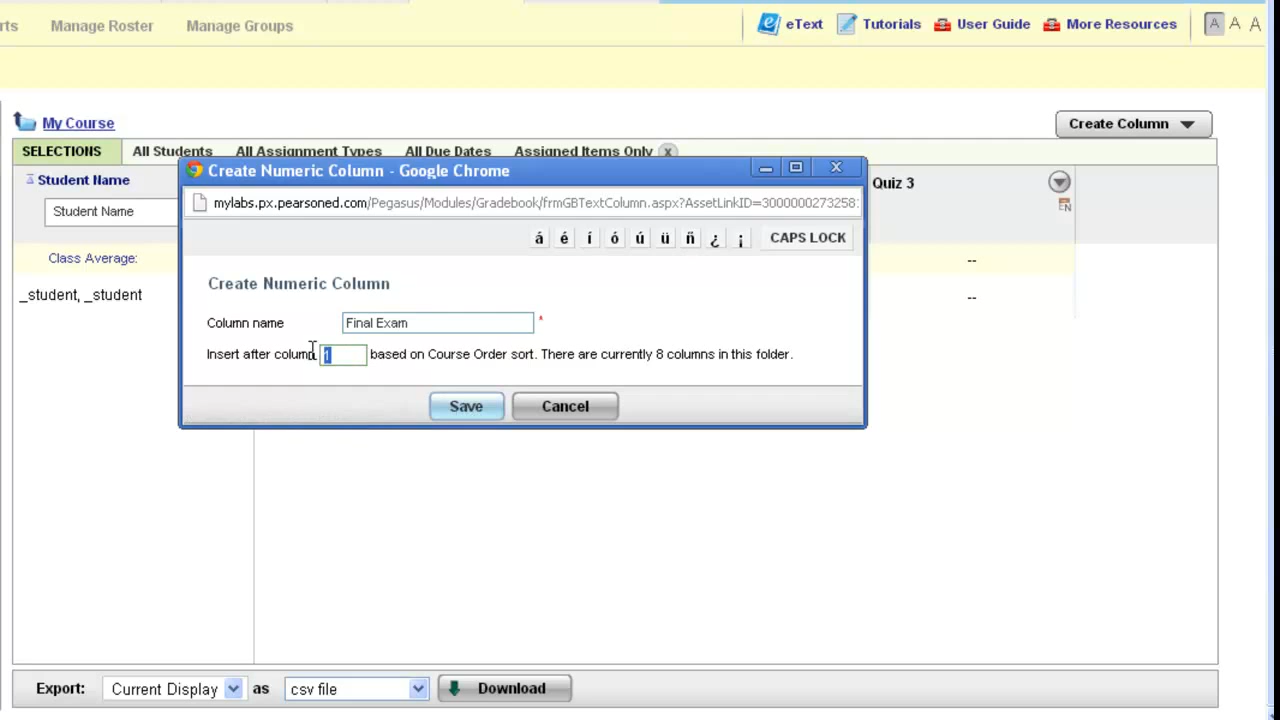 rts Manage Roster Manage Groups eText Tutorials User Guide More Resources A A A
My Course Create Column
SELECTIONS All Students All Assignment Types All Due Dates Assigned Items Only x
Student Name Quiz 3
Create Numeric Column - Google Chrome
mylabs.px.pearsoned.com/Pegasus/Modules/Gradebook/frmGBTextColumn.aspx?AssetLinkID=30000002732581
Student Name
EN
á é í ó ú ü ñ ¿ ¡ CAPS LOCK
Class Average: --
Create Numeric Column
_student, _student --
Column name Final Exam *
Insert after column 1 based on Course Order sort. There are currently 8 columns in this folder.
Save Cancel
Export: Current Display as csv file Download